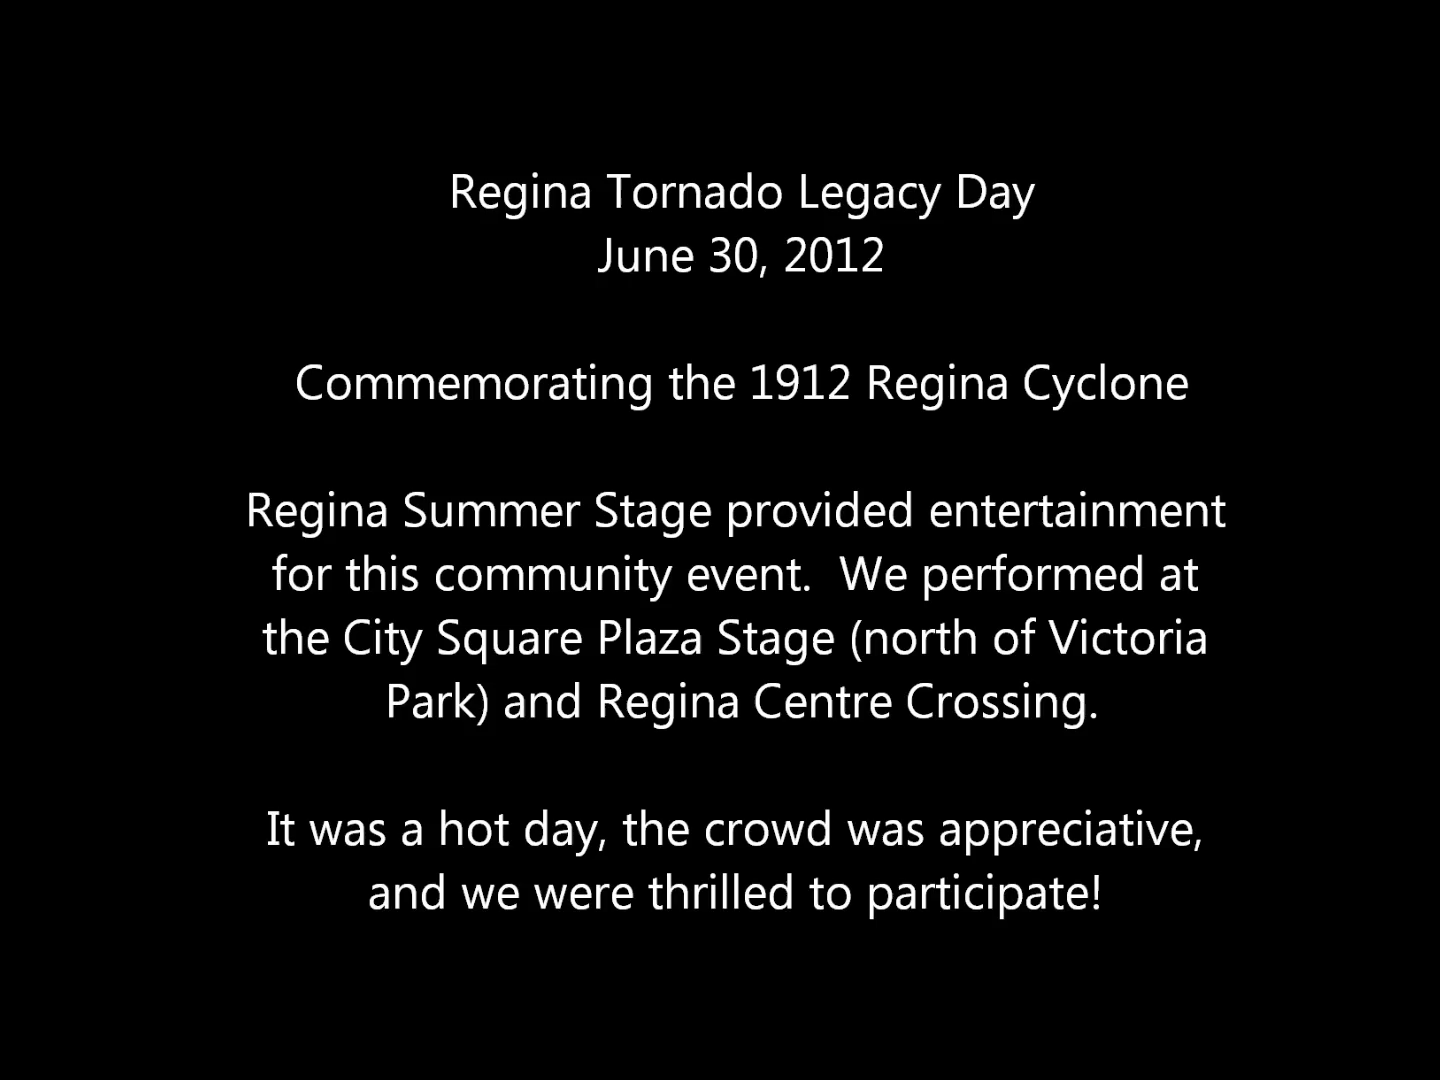 Regina Tornado Legacy Day
June 30, 2012
Commemorating the 1912 Regina Cyclone
Regina Summer Stage provided entertainment
for this community event.  We performed at
the City Square Plaza Stage (north of Victoria
Park) and Regina Centre Crossing.
It was a hot day, the crowd was appreciative,
and we were thrilled to participate!